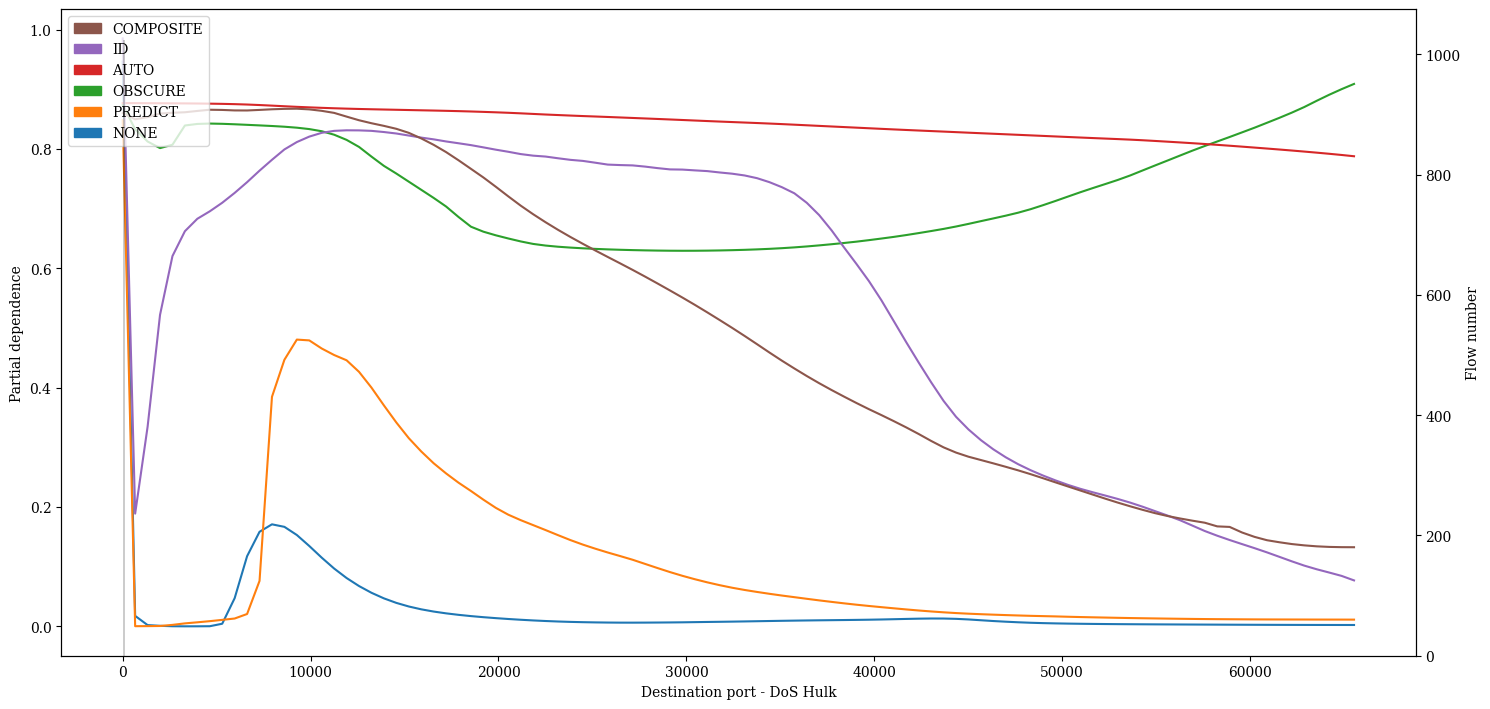 COMPOSITE
ID
AUTO
OBSCURE
PREDICT
NONE
1.0
0.8
0.6
0.4
0.2
0.0
Partial dependence
0
10000
20000
30000
40000
50000
60000
Destination port - DoS Hulk
1000
800
600
400
200
0
Flow number